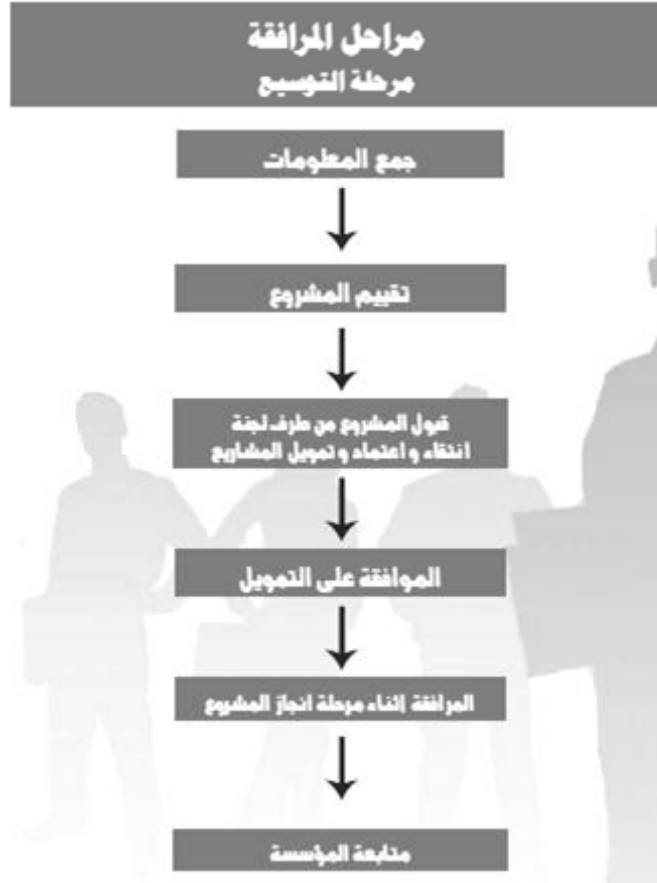 مراحل المرافقة
مرحلة التوسيع
جمع المعلومات
تقييم المشروع
قبول المشروع من طرف لجنة
انتقاء و اعتماد و تمويل المشاريع
الموافقة على التمويل
المرافقة إثناء مرحلة انجاز المشروع
متابعة المؤسسة